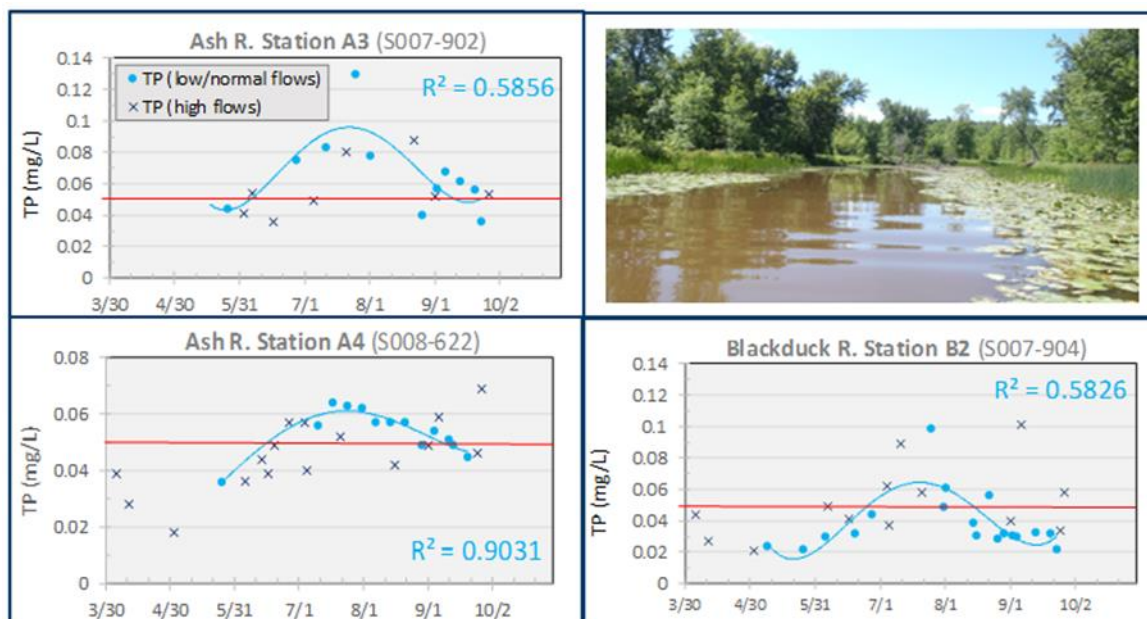 Ash R. Station A3 (S007-902)
0.14
0.12
0.1
0.08
0.06
0.04
0.02
0
TP (mg/L)
TP (low/normal flows)
TP (high flows)
R² = 0.5856
3/30 4/30 5/31 7/1 8/1 9/1 10/2
Ash R. Station A4 (S008-622)
0.08
0.06
0.04
0.02
0
TP (mg/L)
R² = 0.9031
3/30 4/30 5/31 7/1 8/1 9/1 10/2
Blackduck R. Station B2 (S007-904)
0.14
0.12
0.1
0.08
0.06
0.04
0.02
0
TP (mg/L)
R² = 0.5826
3/30 4/30 5/31 7/1 8/1 9/1 10/2